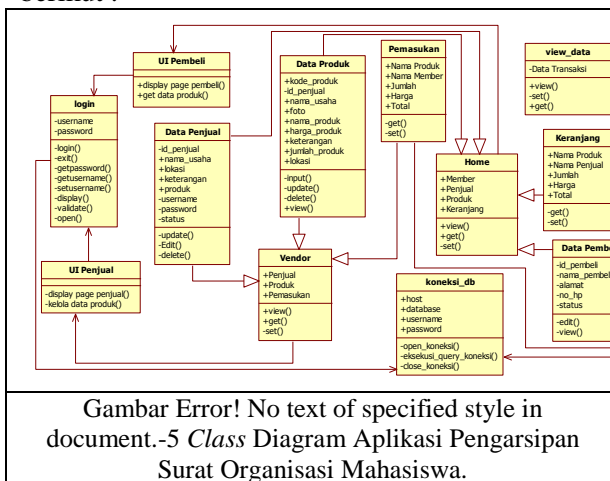 berikut :
UI Pembeli
+display page pembeli()
+get data produk()
login
-username
-password
-login()
-exit()
-getpassword()
-getusername()
-setusername()
-display()
-validate()
-open()
Data Penjual
-id_penjual
+nama_usaha
+lokasi
+keterangan
+produk
-username
-password
-status
-update()
-Edit()
-delete()
Data Produk
+kode_produk
-id_penjual
+nama_usaha
+foto
+nama_produk
+harga_produk
+keterangan
+jumlah_produk
+lokasi
-input()
-update()
-delete()
+view()
Pemasukan
+Nama Produk
+Nama Member
+Jumlah
+Harga
+Total
-get()
-set()
view_data
-Data Transaksi
+view()
-set()
+get()
Home
+Member
+Penjual
+Produk
+Keranjang
+view()
+get()
-set()
Keranjang
+Nama Produk
+Nama Penjual
+Jumlah
+Harga
+Total
-get()
-set()
UI Penjual
-display page penjual()
-kelola data produk()
Vendor
+Penjual
+Produk
+Pemasukan
+view()
+get()
-set()
koneksi_db
+host
+database
+username
+password
-open_koneksi()
-eksekusi_query_koneksi()
-close_koneksi()
Data Pembe
-id_pembeli
-nama_pembel
-alamat
-no_hp
-status
-edit()
-view()
Gambar Error! No text of specified style in
document.-5 Class Diagram Aplikasi Pengarsipan
Surat Organisasi Mahasiswa.